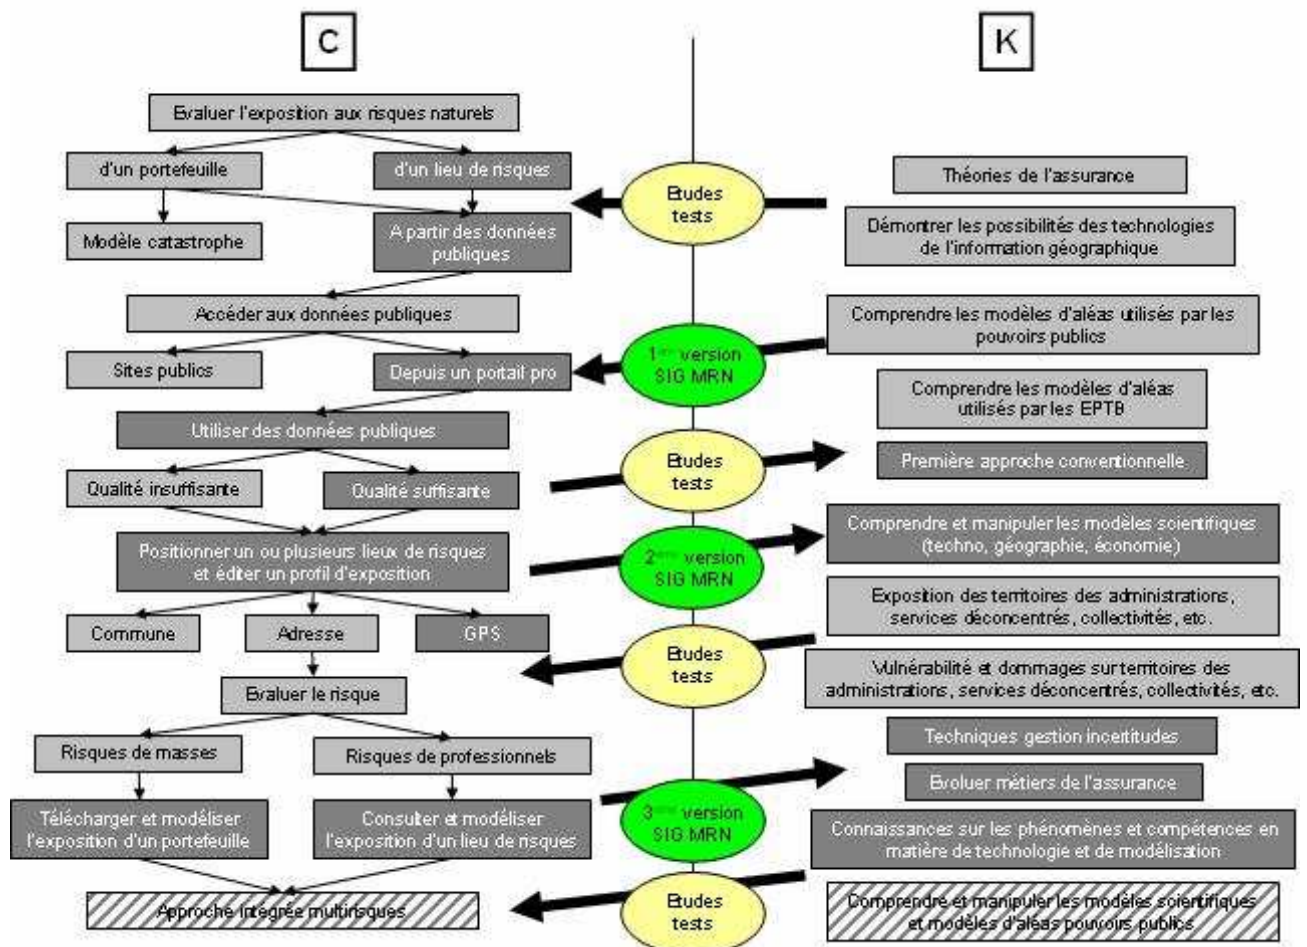 C
K
Evaluer l'exposition aux risques naturels
d'un portefeuille
d'un lieu de risques
Modèle catastrophe
A partir des données
publiques
Accéder aux données publiques
Sites publics
Depuis un portail pro
Utiliser des données publiques
Qualité insuffisante
Qualité suffisante
Positionner un ou plusieurs lieux de risques
et éditer un profil d'exposition
Commune
Adresse
GPS
Evaluer le risque
Risques de masses
Risques de professionnels
Télécharger et modéliser
l'exposition d'un portefeuille
Consulter et modéliser
l'exposition d'un lieu de risques
Approche intégrée multirisques
Etudes
tests
1ère version
SIG MRN
Etudes
tests
2ème version
SIG MRN
Etudes
tests
3ème version
SIG MRN
Etudes
tests
Théories de l'assurance
Démontrer les possibilités des technologies
de l'information géographique
Comprendre les modèles d'aléas utilisés par les
pouvoirs publics
Comprendre les modèles d'aléas
utilisés par les EPTB
Première approche conventionnelle
Comprendre et manipuler les modèles scientifiques
(techno, géographie, économie)
Exposition des territoires des administrations,
services déconcentrés, collectivités, etc.
Vulnérabilité et dommages sur territoires des
administrations, services déconcentrés, collectivités, etc.
Techniques gestion incertitudes
Evoluer métiers de l'assurance
Connaissances sur les phénomènes et compétences en
matière de technologie et de modélisation
Comprendre et manipuler les modèles scientifiques
et modèles d'aléas pouvoirs publics